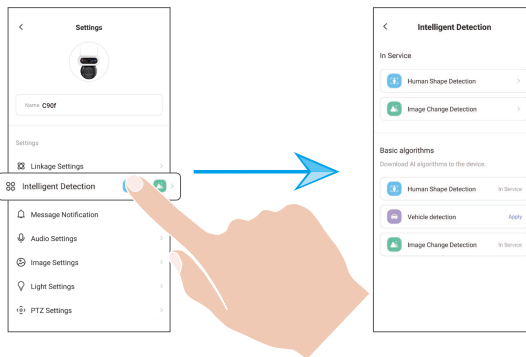 Settings
Name C90f
Settings
Linkage Settings
Intelligent Detection
Message Notification
Audio Settings
Image Settings
Light Settings
PTZ Settings
Intelligent Detection
In Service
Human Shape Detection
Image Change Detection
Basic algorithms
Download AI algorithms to the device.
Human Shape Detection In Service
Vehicle detection Apply
Image Change Detection In Service